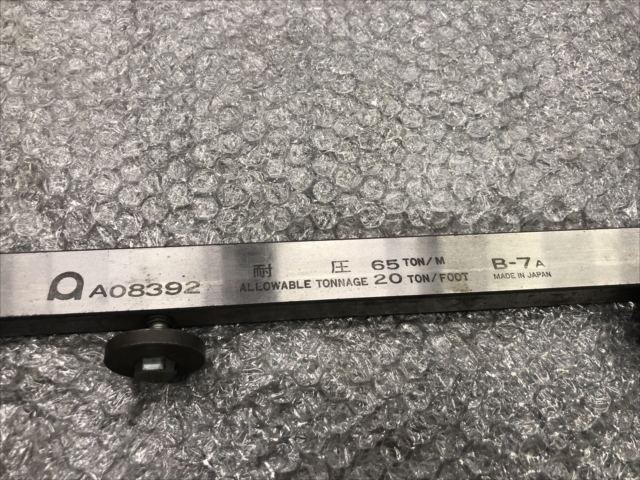 A08392
耐圧 65 TON/M
ALLOWABLE TONNAGE 20 TON/FOOT
B-7A
MADE IN JAPAN